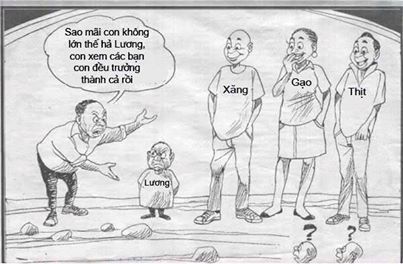 Sao mãi con không
lớn thế hả Lương,
con xem các bạn
con đều trưởng
thành cả rồi
Xăng
Gạo
Thịt
Lương
? ?